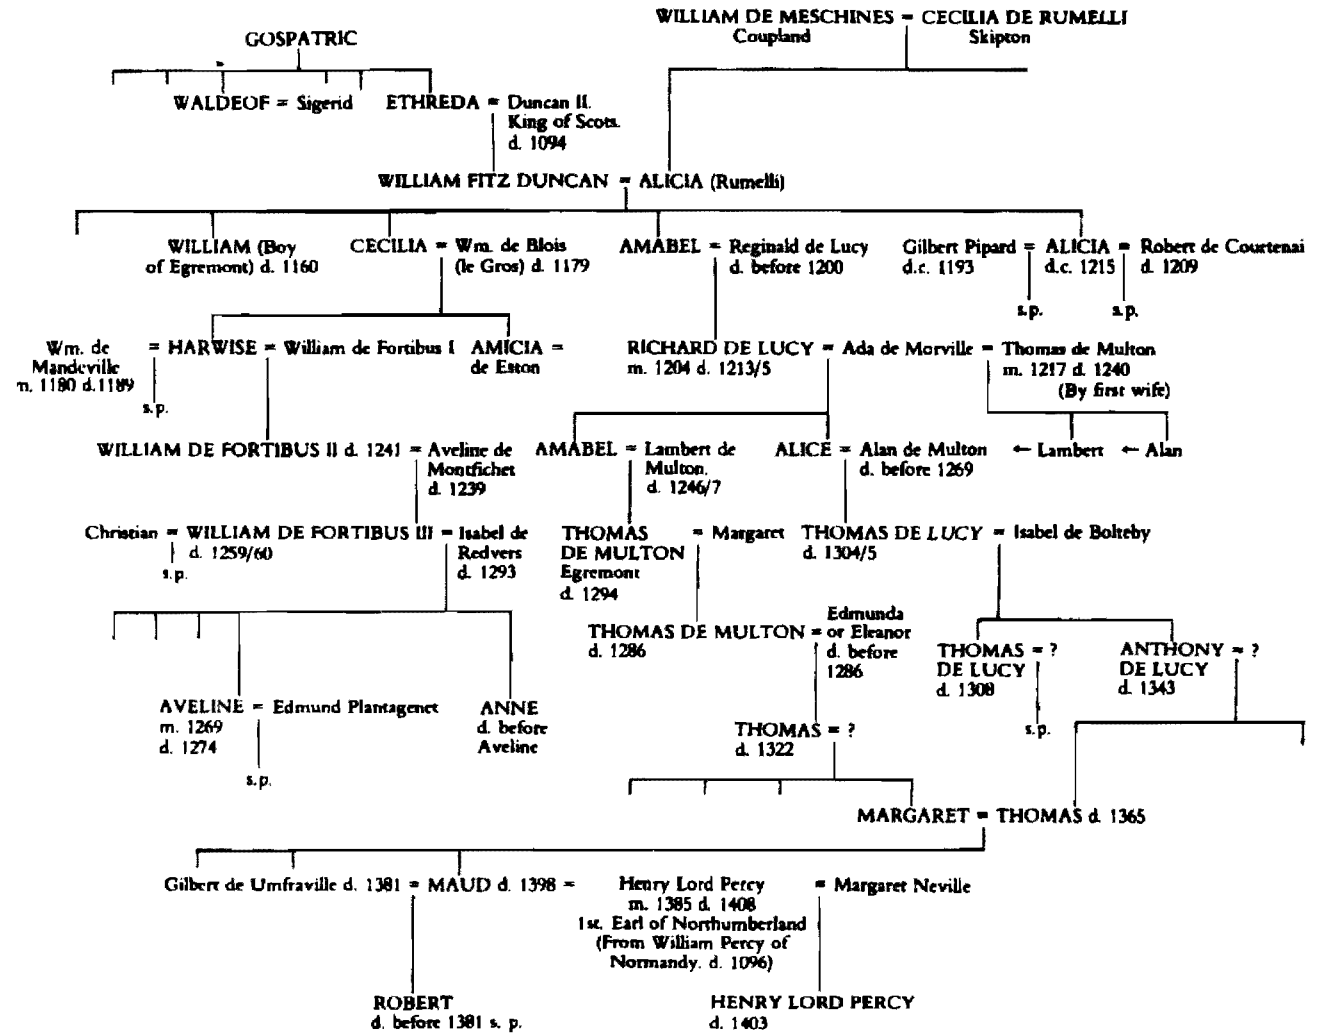 WILLIAM DE MESCHINES = CECILIA DE RUMELLI
Coupland Skipton
GOSPATRIC
WALDEOF = Sigerid ETHREDA = Duncan II.
King of Scots.
d. 1094
WILLIAM FITZ DUNCAN = ALICIA (Rumelli)
WILLIAM (Boy
of Egremont) d. 1160
CECILIA = Wm. de Blois
(le Gros) d. 1179
AMABEL = Reginald de Lucy
d. before 1200
Gilbert Pipard = ALICIA = Robert de Courtenai
d.c. 1193 d.c. 1215 d. 1209
s.p. s.p.
Wm. de
Mandeville
m. 1180 d.1189
= HARWISE = William de Fortibus I
s.p.
AMICIA =
de Eston
RICHARD DE LUCY = Ada de Morville = Thomas de Multon
m. 1204 d. 1213/5 m. 1217 d. 1240
(By first wife)
WILLIAM DE FORTIBUS II d. 1241 = Aveline de
Montfichet
d. 1239
AMABEL = Lambert de
Multon.
d. 1246/7
ALICE = Alan de Multon
d. before 1269
← Lambert ← Alan
Christian = WILLIAM DE FORTIBUS III = Isabel de
d. 1259/60 Redvers
s.p. d. 1293
THOMAS = Margaret
DE MULTON
Egremont
d. 1294
THOMAS DE LUCY = Isabel de Bolteby
d. 1304/5
THOMAS DE MULTON =
d. 1286
Edmunda
or Eleanor
d. before
1286
THOMAS = ?
DE LUCY
d. 1308
s.p.
ANTHONY = ?
DE LUCY
d. 1343
AVELINE = Edmund Plantagenet
m. 1269
d. 1274
s.p.
ANNE
d. before
Aveline
THOMAS = ?
d. 1322
MARGARET = THOMAS d. 1365
Gilbert de Umfraville d. 1381 = MAUD d. 1398 = Henry Lord Percy = Margaret Neville
m. 1385 d. 1408
1st. Earl of Northumberland
(From William Percy of
Normandy. d. 1096)
ROBERT
d. before 1381 s. p.
HENRY LORD PERCY
d. 1403